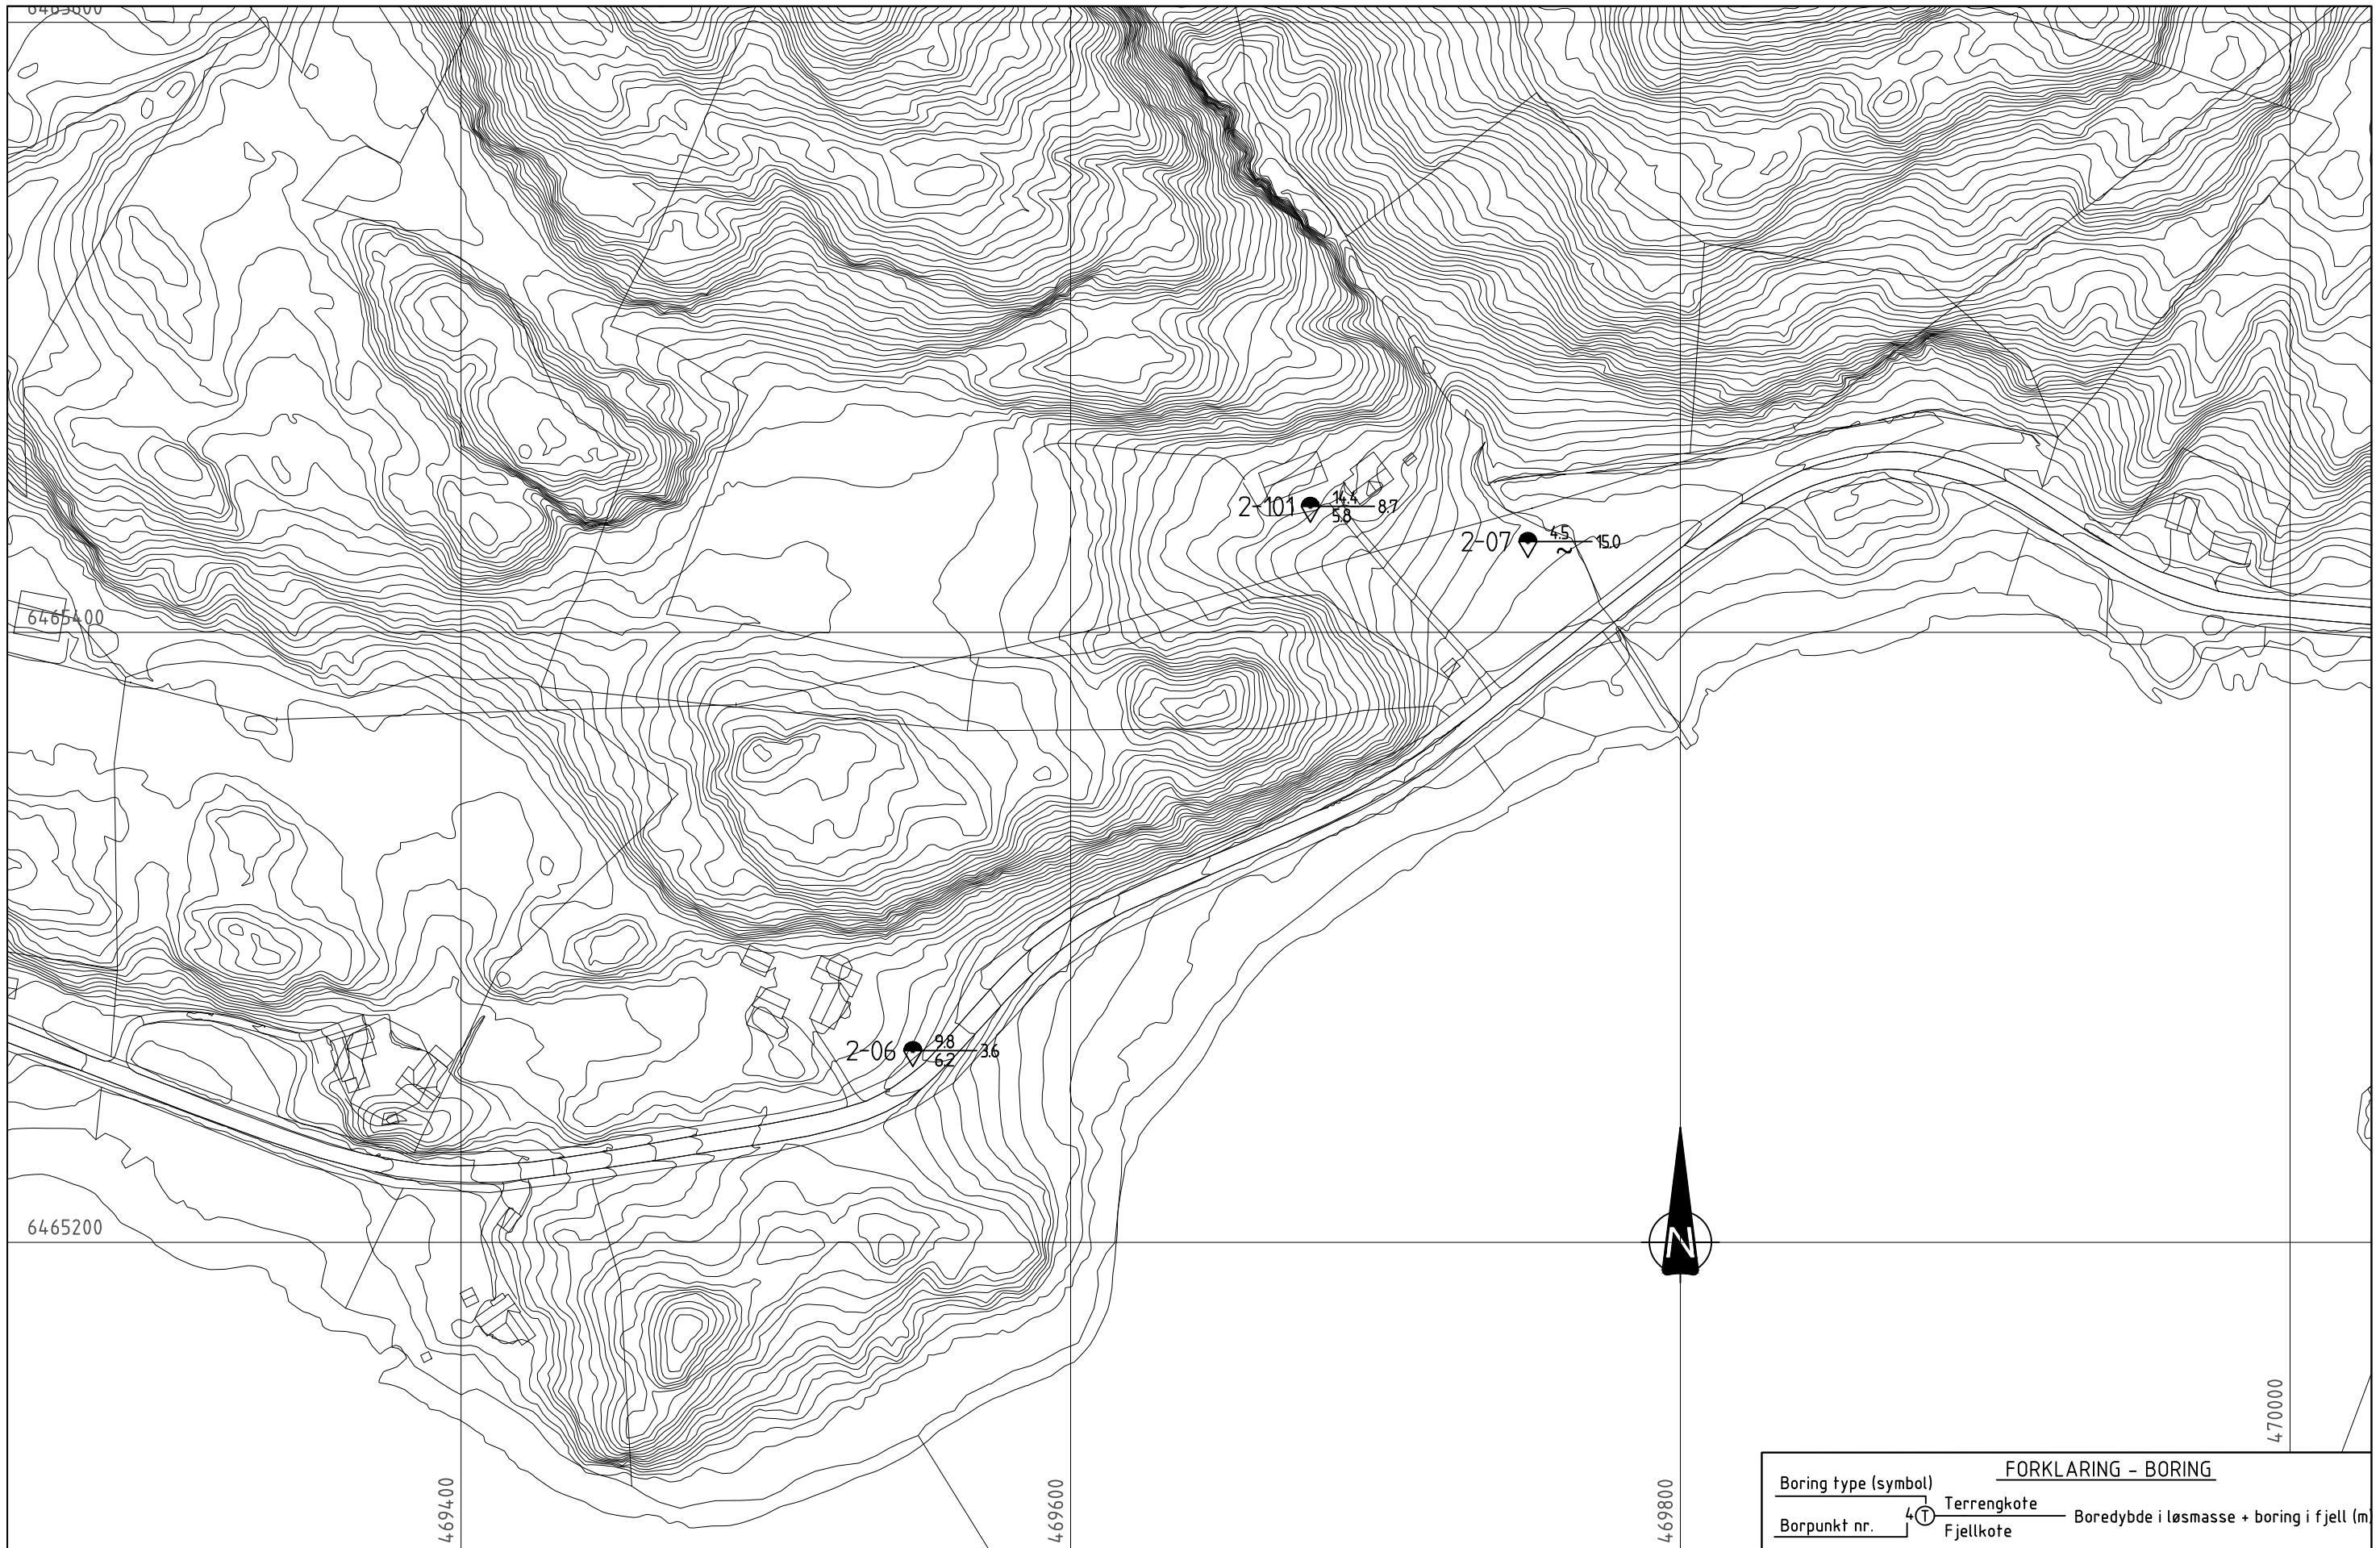 6465600
2-101 14.4 8.7
5.8
2-07 4.5 15.0
~
6465400
2-06 9.8 3.6
6.2
6465200
N
469400
469600
469800
470000
FORKLARING - BORING
Boring type (symbol)
Terrengkote
4 T Boredybde i løsmasse + boring i fjell (m)
Borpunkt nr.
Fjellkote